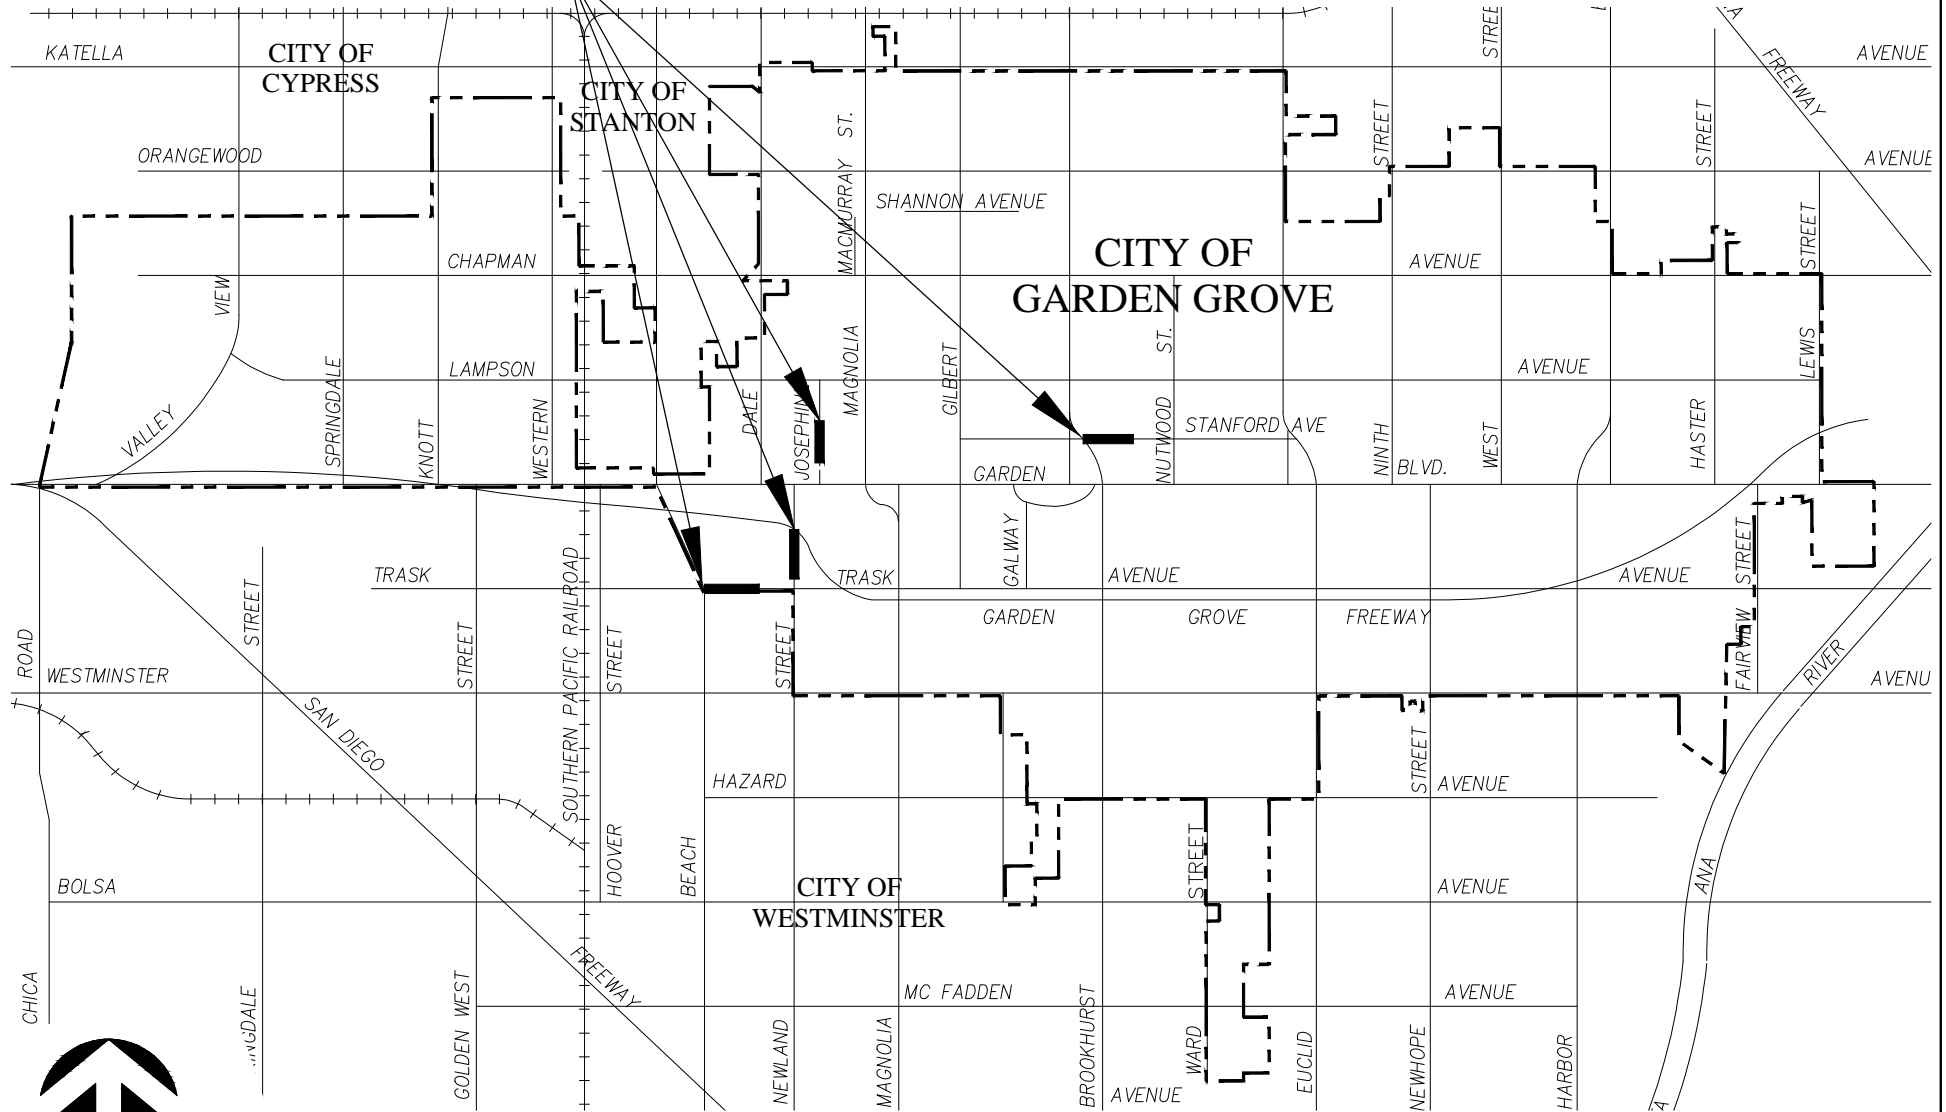 KATELLA
CITY OF
CYPRESS
CITY OF
STANTON
AVENUE
FREEWAY
ORANGEWOOD
MACMURRAY ST.
STREET
STREET
SHANNON AVENUE
CHAPMAN
CITY OF
GARDEN GROVE
AVENUE
STREET
VIEW
VALLEY
SPRINGDALE
KNOTT
WESTERN
LAMPSON
DALE
MAGNOLIA
GILBERT
NUTWOOD ST.
AVENUE
LEWIS
STANFORD AVE
GARDEN
NINTH
BLVD.
WEST
HASTER
TRASK
TRASK
GALWAY
AVENUE
AVENUE
GARDEN
GROVE
FREEWAY
FAIRVIEW STREET
RIVER
ROAD
WESTMINSTER
STREET
STREET
SOUTHERN PACIFIC RAILROAD
STREET
STREET
SAN DIEGO
HAZARD
STREET
AVENUE
BOLSA
HOOVER
BEACH
CITY OF
WESTMINSTER
STREET
AVENUE
ANA
CHICA
GOLDEN WEST
FREEWAY
NEWLAND
MAGNOLIA
MC FADDEN
BROOKHURST
AVENUE
WARD
EUCLID
AVENUE
NEWHOPE
HARBOR